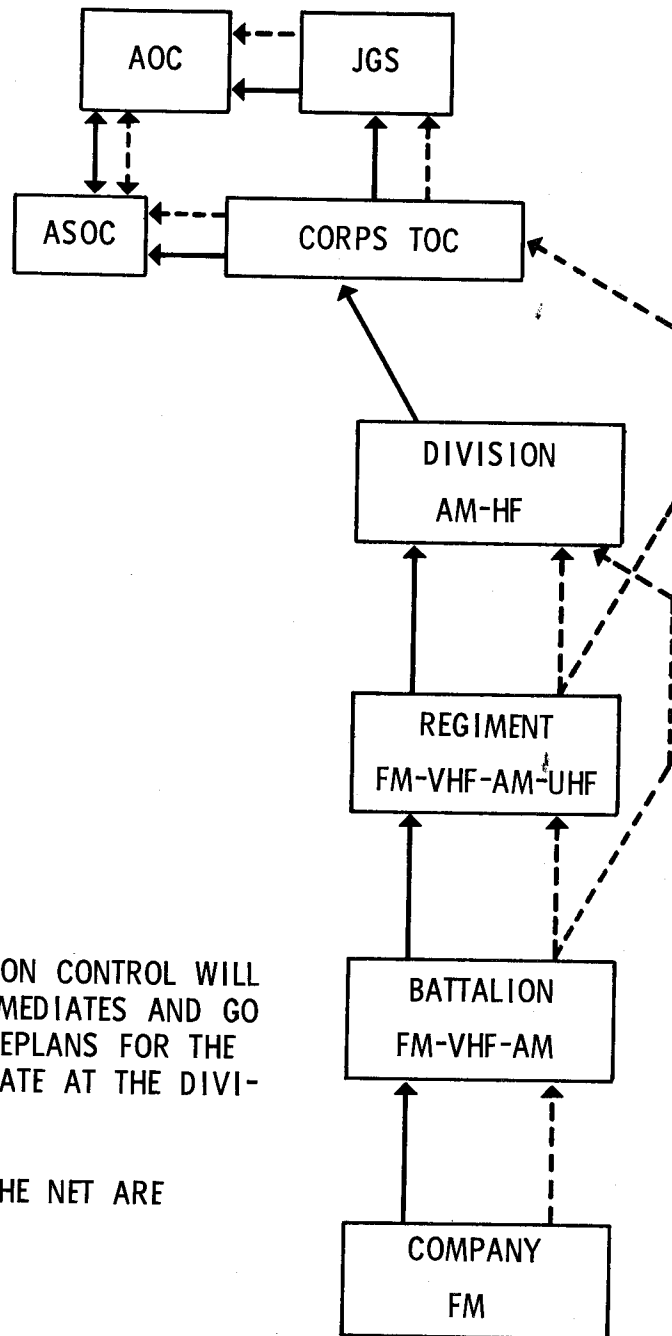 AOC
JGS
ASOC
CORPS TOC
DIVISION
AM-HF
REGIMENT
FM-VHF-AM-UHF
BATTALION
FM-VHF-AM
COMPANY
FM
ON CONTROL WILL
MEDIATES AND GO
EPLANS FOR THE
ATE AT THE DIVI-
HE NET ARE